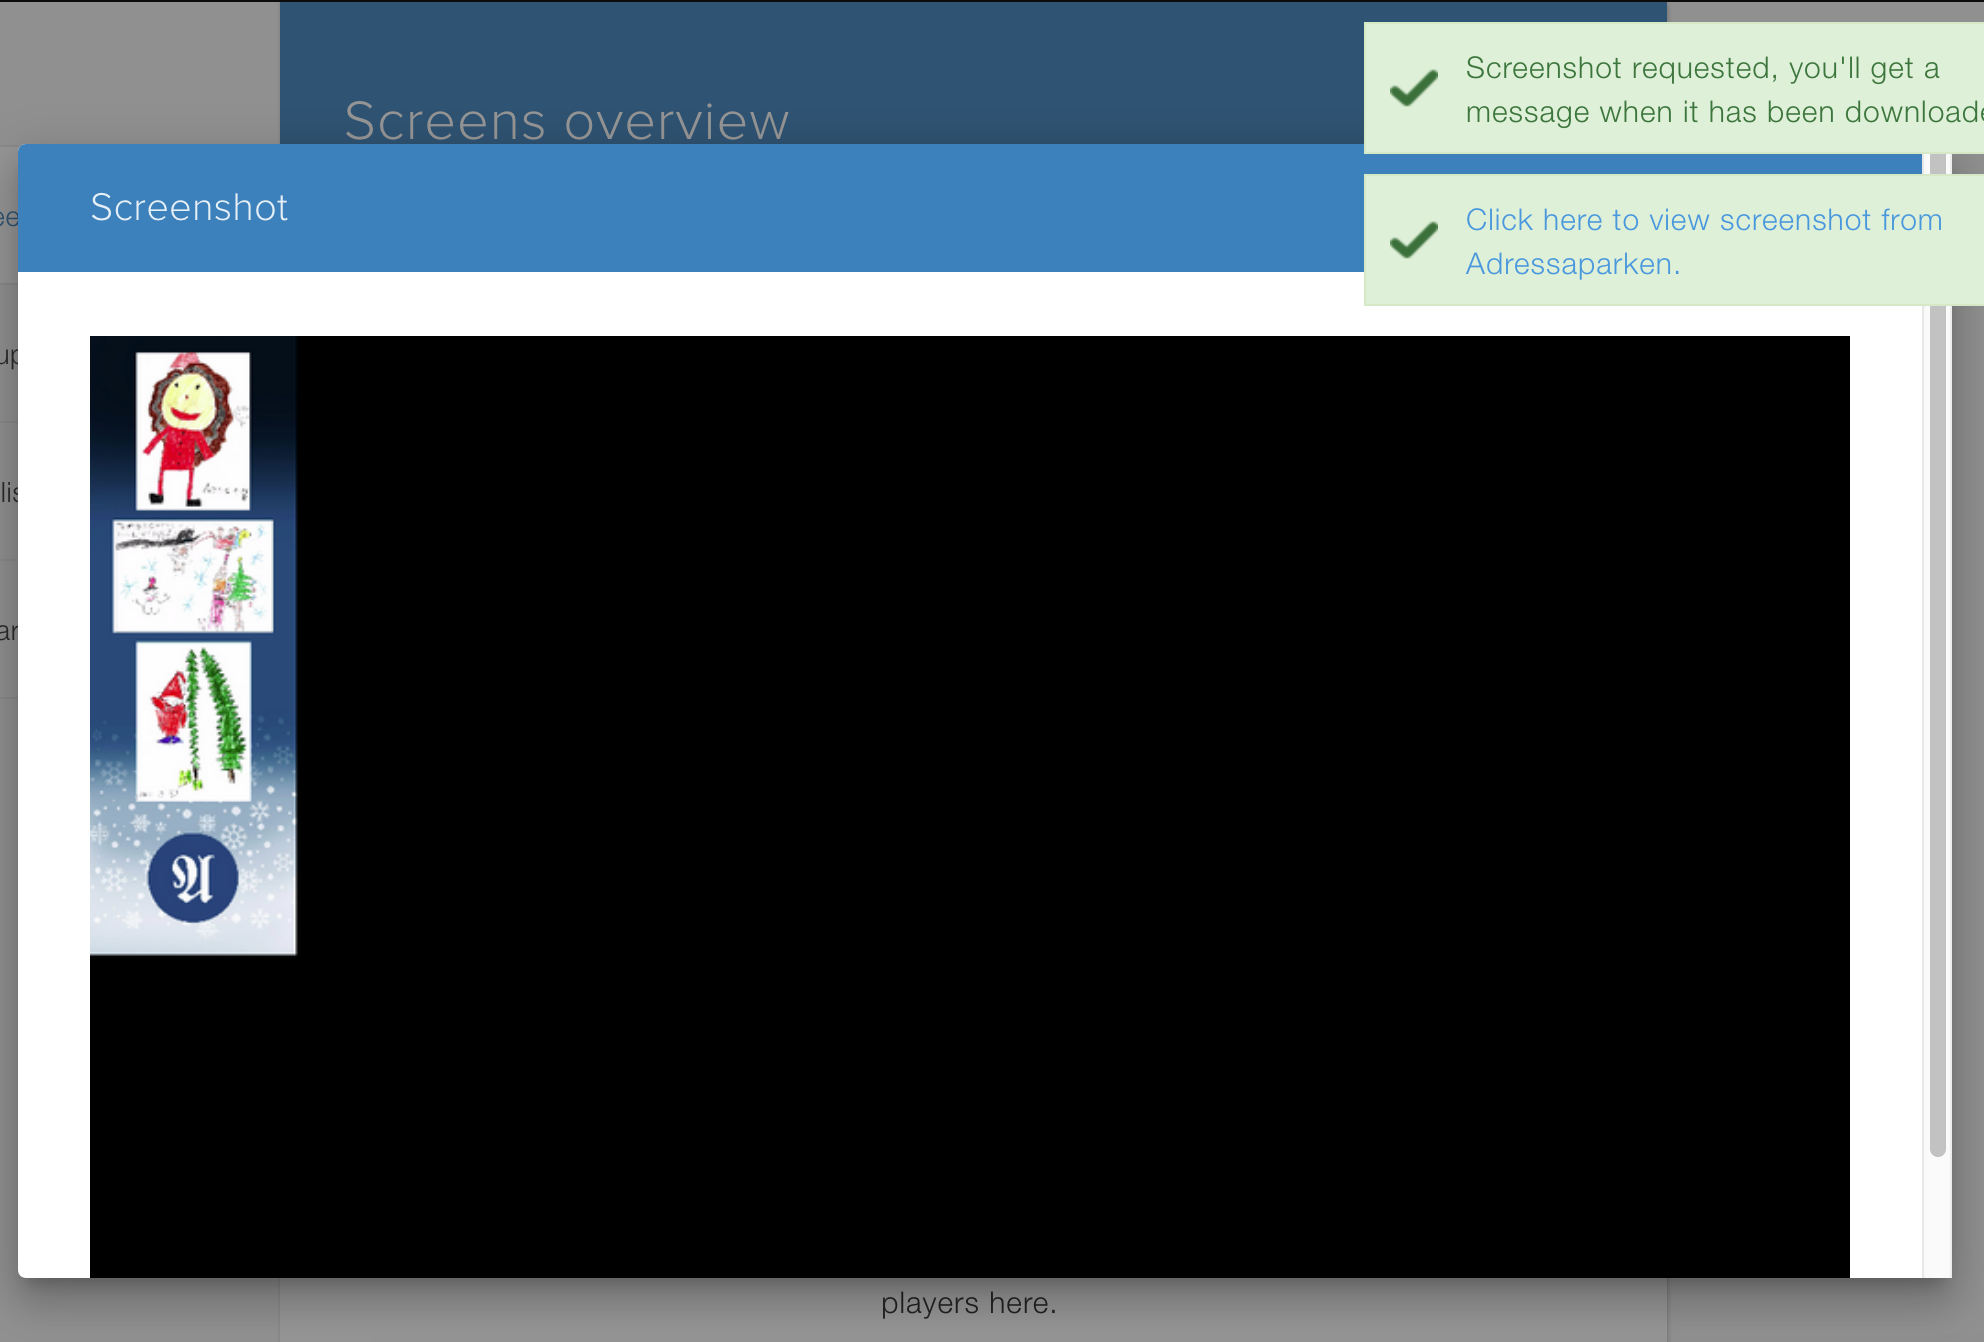 Screens overview
Screenshot requested, you'll get a
message when it has been downloade
Screenshot
Click here to view screenshot from
Adressaparken.
ee
up
lis
ar
A
players here.